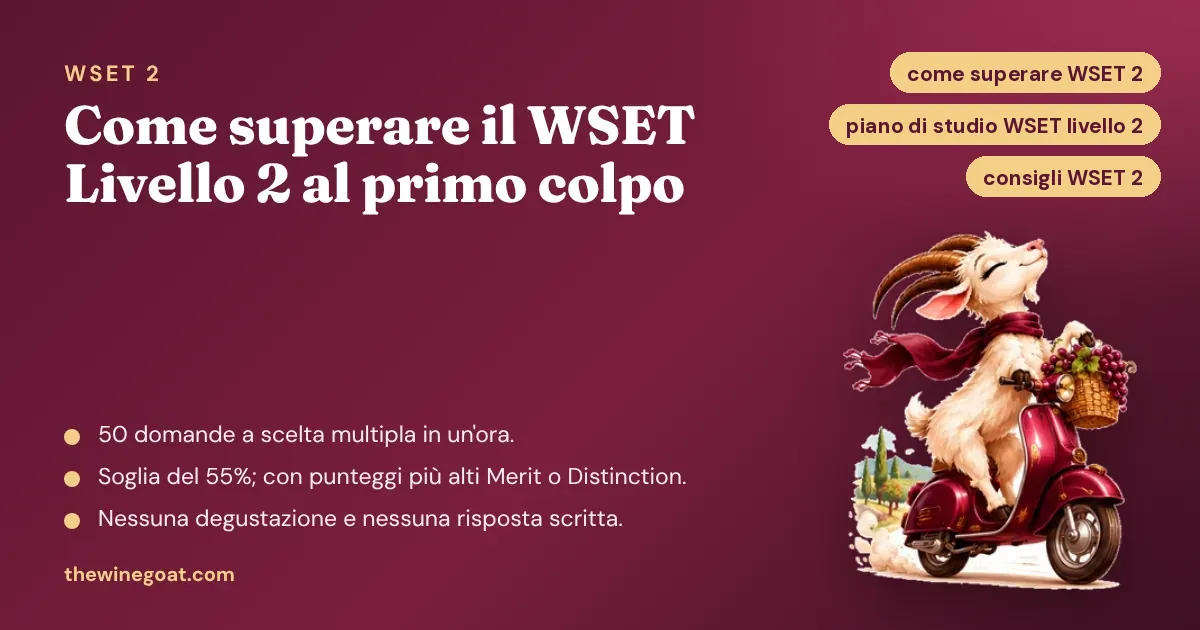 WSET 2
Come superare il WSET
Livello 2 al primo colpo
come superare WSET 2
piano di studio WSET livello 2
consigli WSET 2
50 domande a scelta multipla in un'ora.
Soglia del 55%; con punteggi più alti Merit o Distinction.
Nessuna degustazione e nessuna risposta scritta.
thewinegoat.com